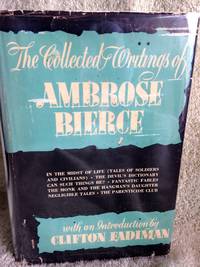 The Collected Writings of
AMBROSE
BIERCE
IN THE MIDST OF LIFE (TALES OF SOLDIERS
AND CIVILIANS) • THE DEVIL'S DICTIONARY
CAN SUCH THINGS BE? • FANTASTIC FABLES
THE MONK AND THE HANGMAN'S DAUGHTER
NEGLIGIBLE TALES • THE PARENTICIDE CLUB
with an Introduction by
CLIFTON FADIMAN